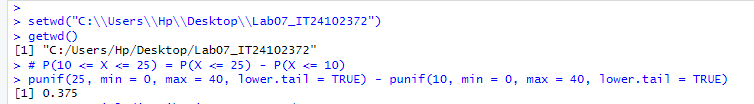 >
> setwd("C:\\Users\\Hp\\Desktop\\Lab07_IT24102372")
> getwd()
[1] "C:/Users/Hp/Desktop/Lab07_IT24102372"
> # P(10 <= X <= 25) = P(X <= 25) - P(X <= 10)
> punif(25, min = 0, max = 40, lower.tail = TRUE) - punif(10, min = 0, max = 40, lower.tail = TRUE)
[1] 0.375